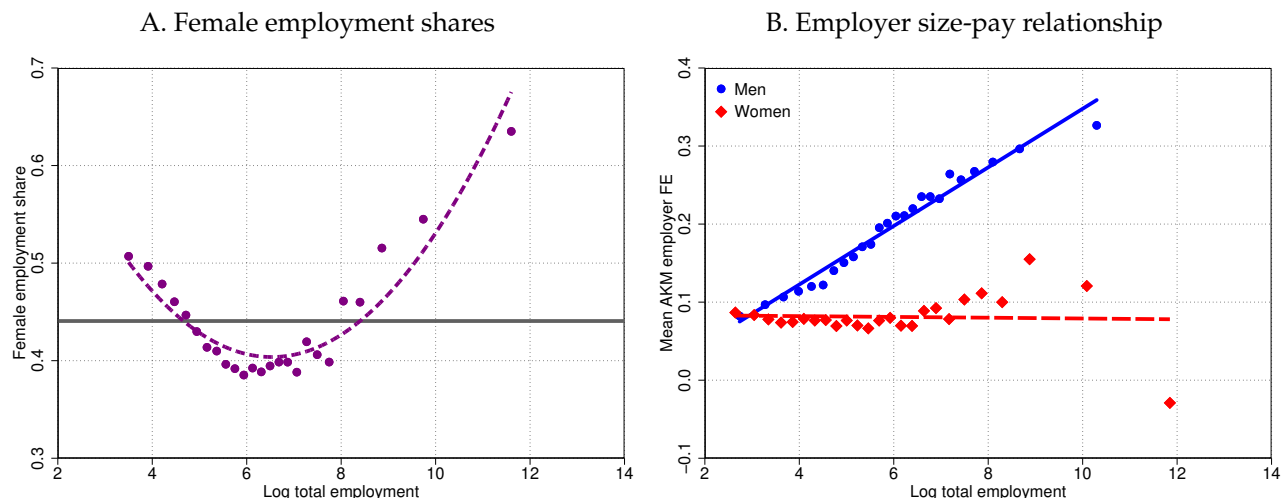 A. Female employment shares
Female employment share
0.7
0.6
0.5
0.4
0.3
2 4 6 8 10 12 14
Log total employment
B. Employer size-pay relationship
Men
Women
Mean AKM employer FE
0.4
0.3
0.2
0.1
0.0
−0.1
2 4 6 8 10 12 14
Log total employment